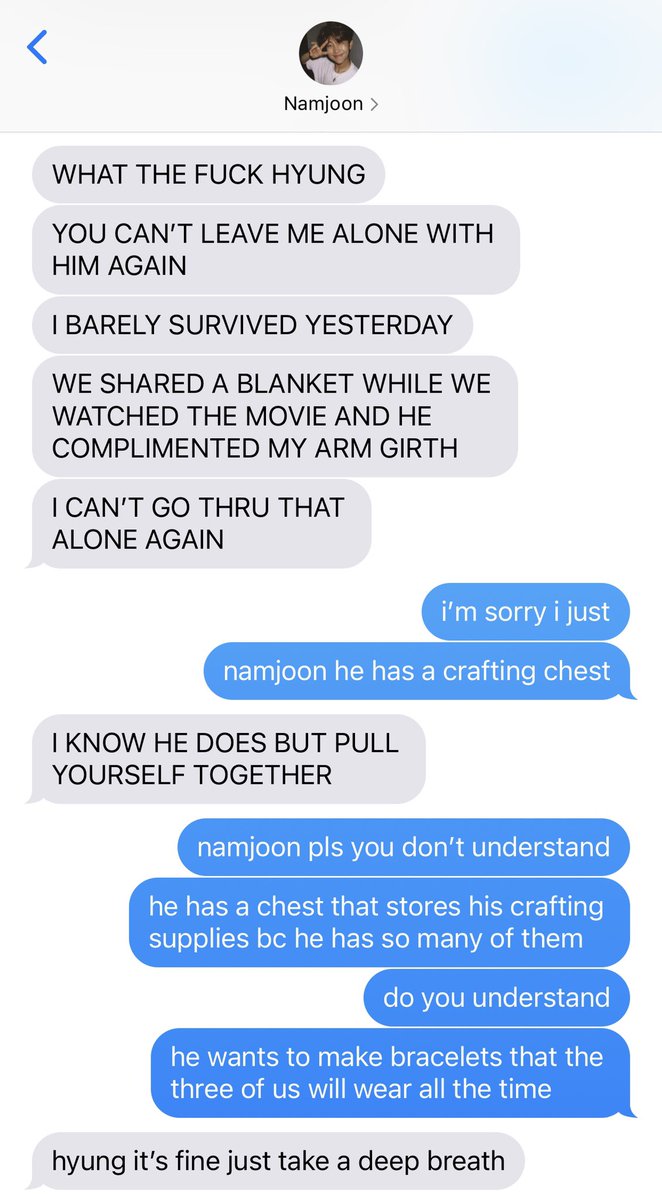 Namjoon
WHAT THE FUCK HYUNG
YOU CAN’T LEAVE ME ALONE WITH
HIM AGAIN
I BARELY SURVIVED YESTERDAY
WE SHARED A BLANKET WHILE WE
WATCHED THE MOVIE AND HE
COMPLIMENTED MY ARM GIRTH
I CAN’T GO THRU THAT
ALONE AGAIN
i’m sorry i just
namjoon he has a crafting chest
I KNOW HE DOES BUT PULL
YOURSELF TOGETHER
namjoon pls you don’t understand
he has a chest that stores his crafting
supplies bc he has so many of them
do you understand
he wants to make bracelets that the
three of us will wear all the time
hyung it’s fine just take a deep breath